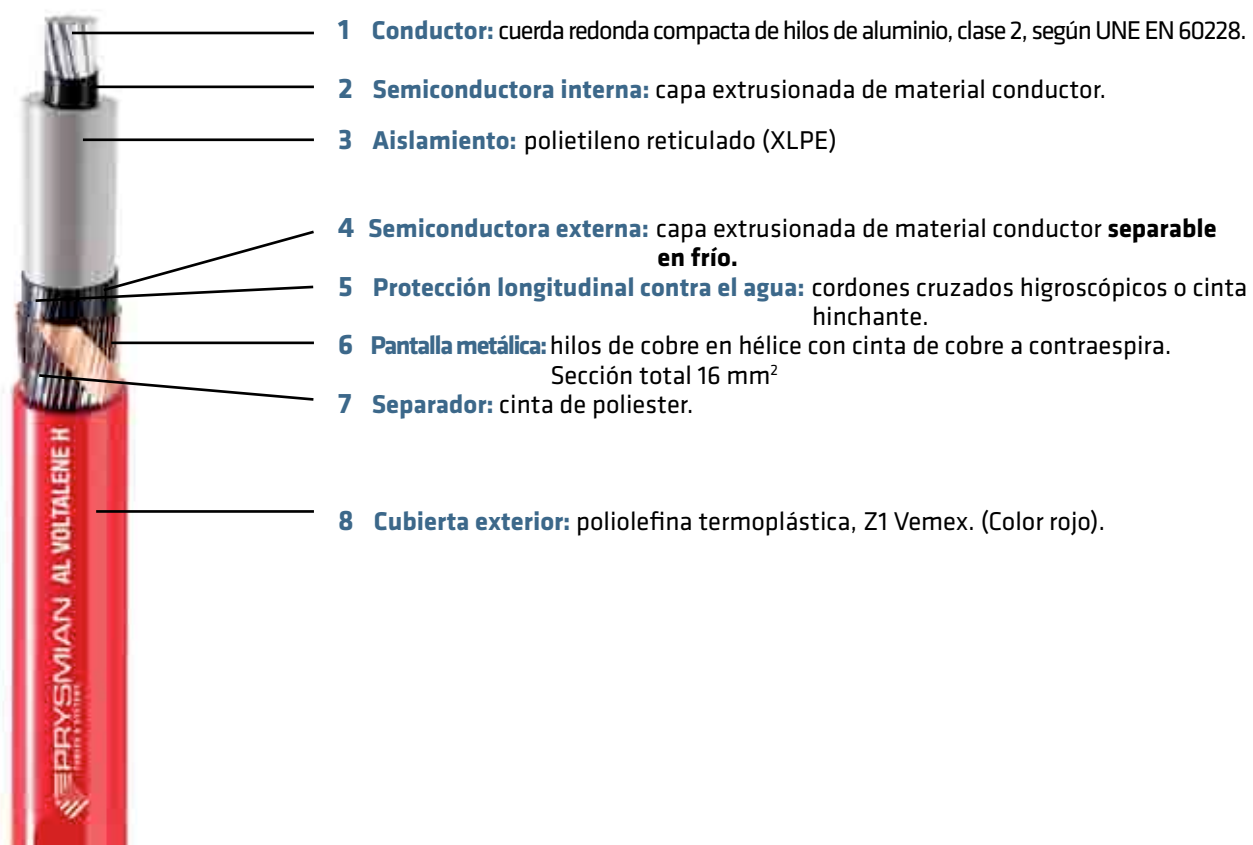 1 Conductor: cuerda redonda compacta de hilos de aluminio, clase 2, según UNE EN 60228.
2 Semiconductora interna: capa extrusionada de material conductor.
3 Aislamiento: polietileno reticulado (XLPE)
4 Semiconductora externa: capa extrusionada de material conductor separable
en frío.
5 Protección longitudinal contra el agua: cordones cruzados higroscópicos o cinta
hinchante.
6 Pantalla metálica: hilos de cobre en hélice con cinta de cobre a contraespira.
Sección total 16 mm²
7 Separador: cinta de poliester.
8 Cubierta exterior: poliolefina termoplástica, Z1 Vemex. (Color rojo).
PRYSMIAN AL VOLTALENE H